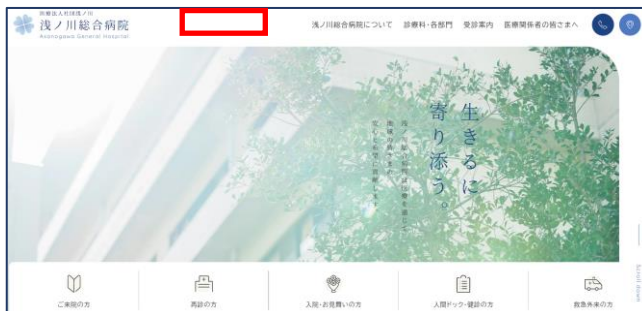 医療法人社団浅ノ川
浅ノ川総合病院
Asanogawa General Hospital
浅ノ川総合病院について 診療科・各部門 受診案内 医療関係者の皆さまへ
生きるに
寄り添う。
Scroll down
ご来院の方
再診の方
入院・お見舞いの方
人間ドック・健診の方
救急外来の方